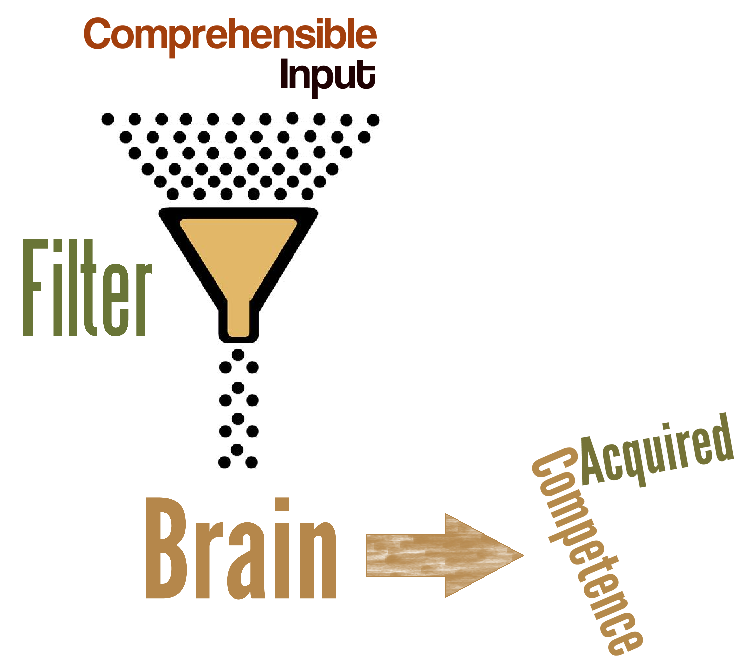 Comprehensible
Input
Filter
Brain
Acquired
Competence